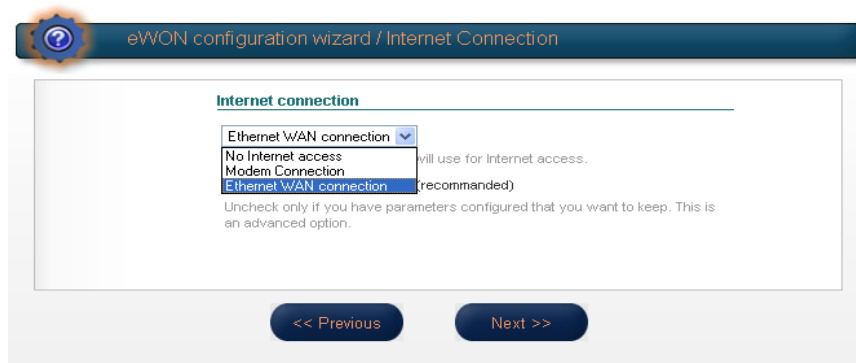 eWON configuration wizard / Internet Connection
Internet connection
Ethernet WAN connection
No Internet access
will use for Internet access.
Modem Connection
Ethernet WAN connection (recommanded)
Uncheck only if you have parameters configured that you want to keep. This is
an advanced option.
<< Previous
Next >>